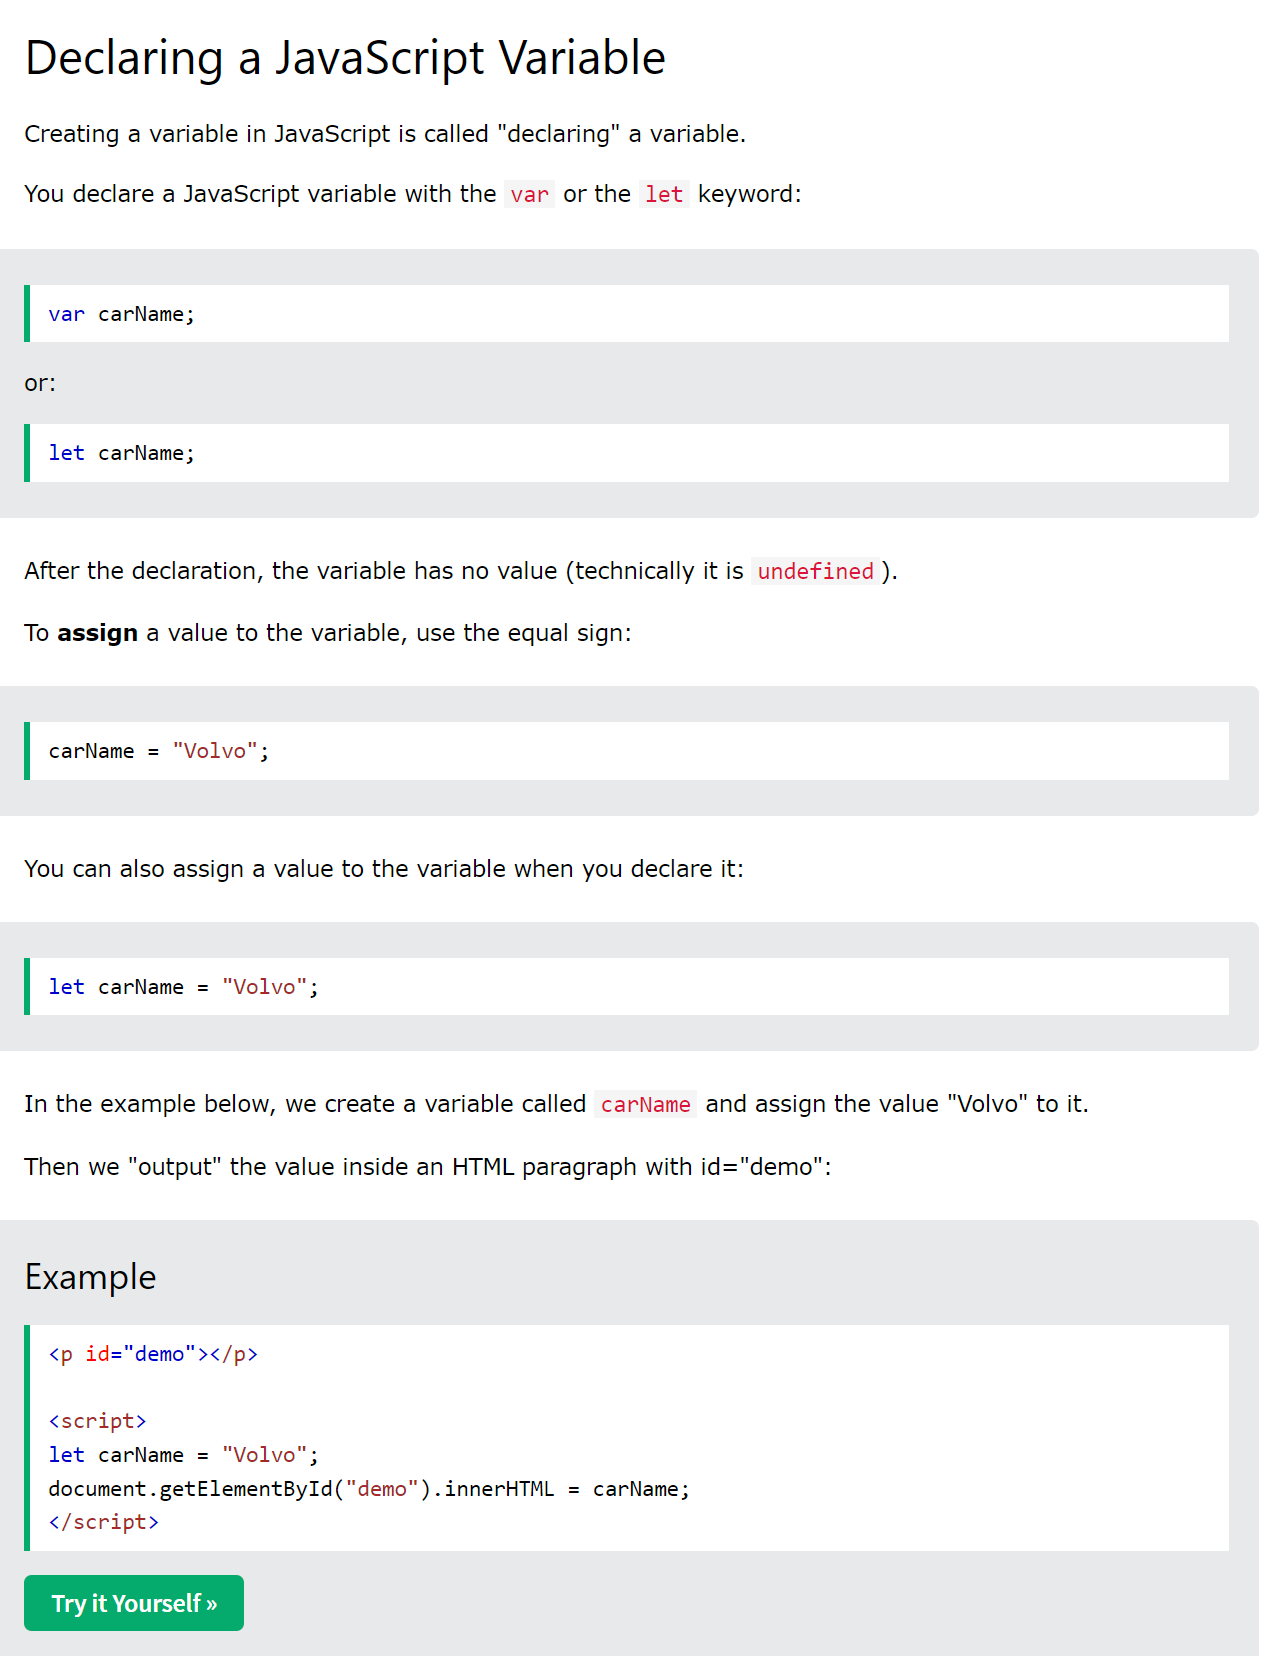 Declaring a JavaScript Variable
Creating a variable in JavaScript is called "declaring" a variable.
You declare a JavaScript variable with the var or the let keyword:
var carName;
or:
let carName;
After the declaration, the variable has no value (technically it is undefined).
To assign a value to the variable, use the equal sign:
carName = "Volvo";
You can also assign a value to the variable when you declare it:
let carName = "Volvo";
In the example below, we create a variable called carName and assign the value "Volvo" to it.
Then we "output" the value inside an HTML paragraph with id="demo":
Example
<p id="demo"></p>
<script>
let carName = "Volvo";
document.getElementById("demo").innerHTML = carName;
</script>
Try it Yourself »